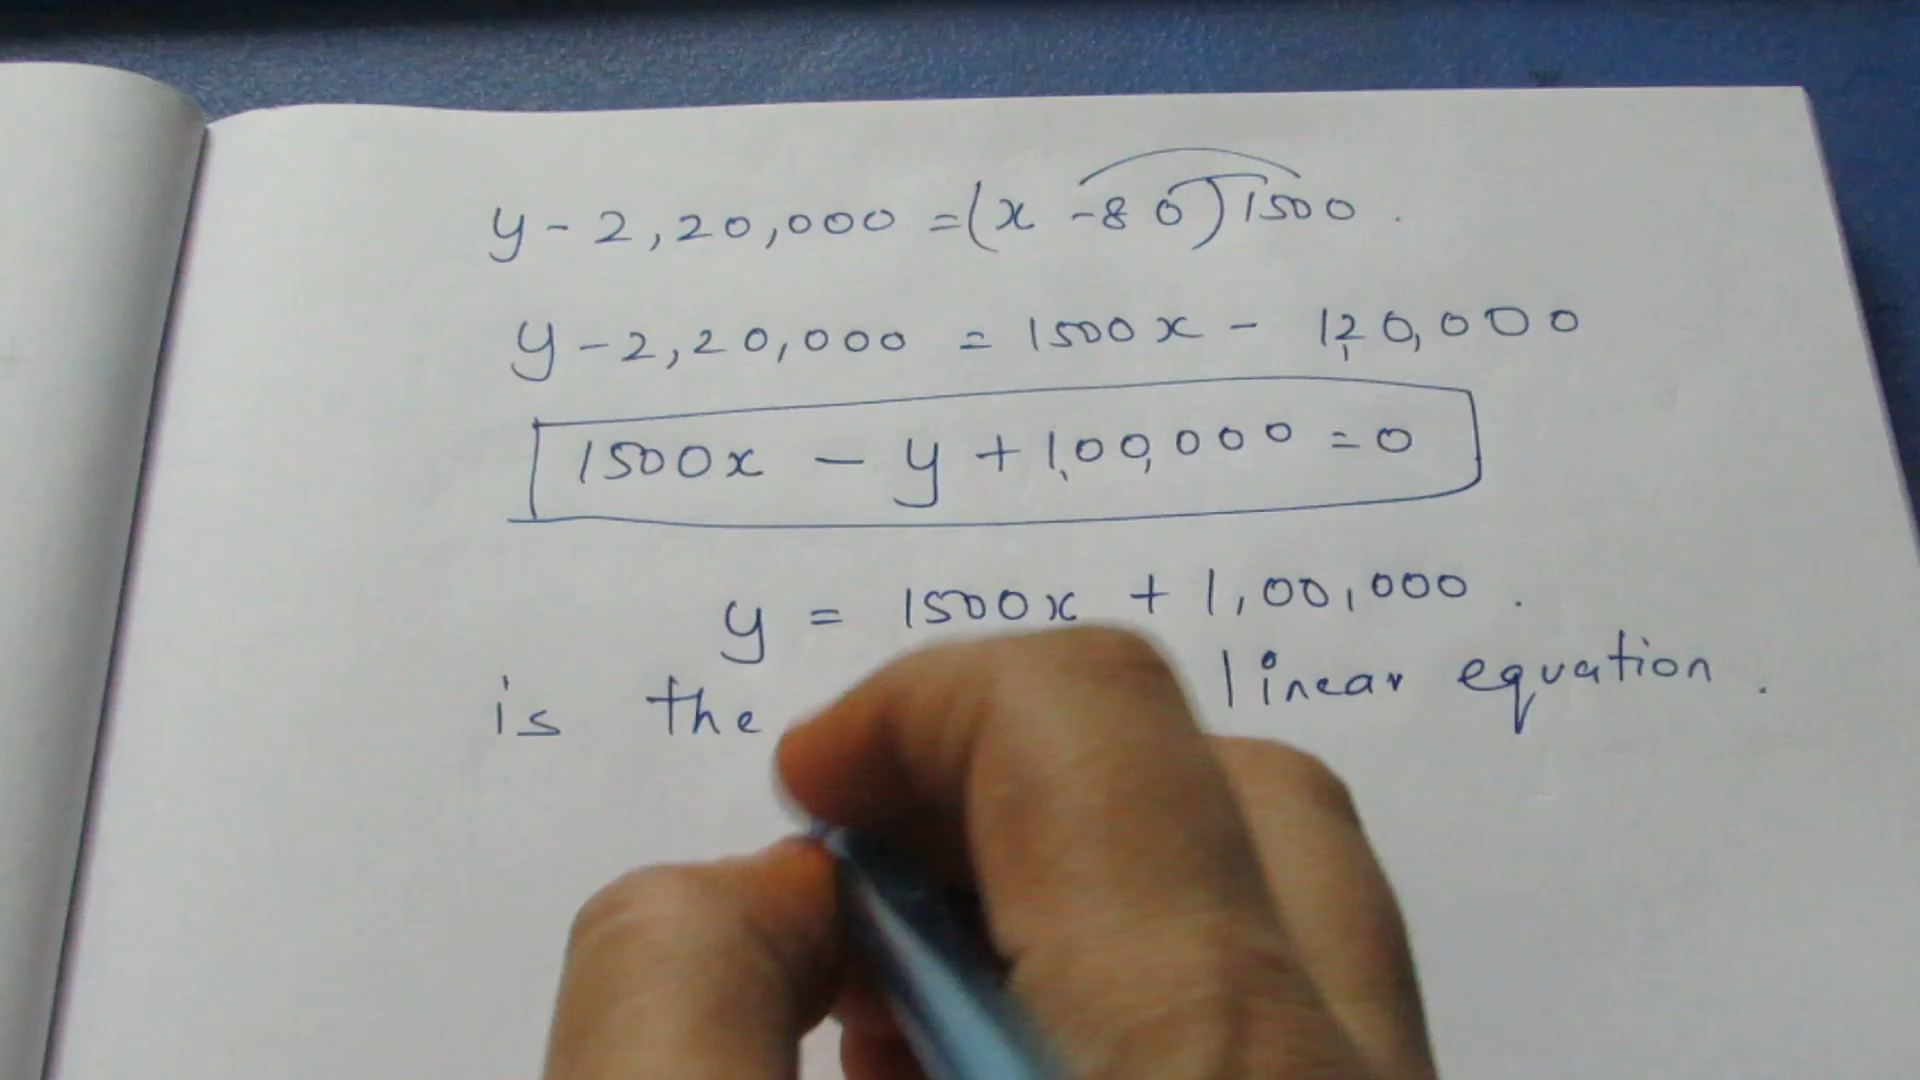 y - 2,20,000 = (x - 80) 1500.
y - 2,20,000 = 1500x - 1,20,000
1500x - y + 1,00,000 = 0
y = 1500x + 1,00,000.
is the linear equation.